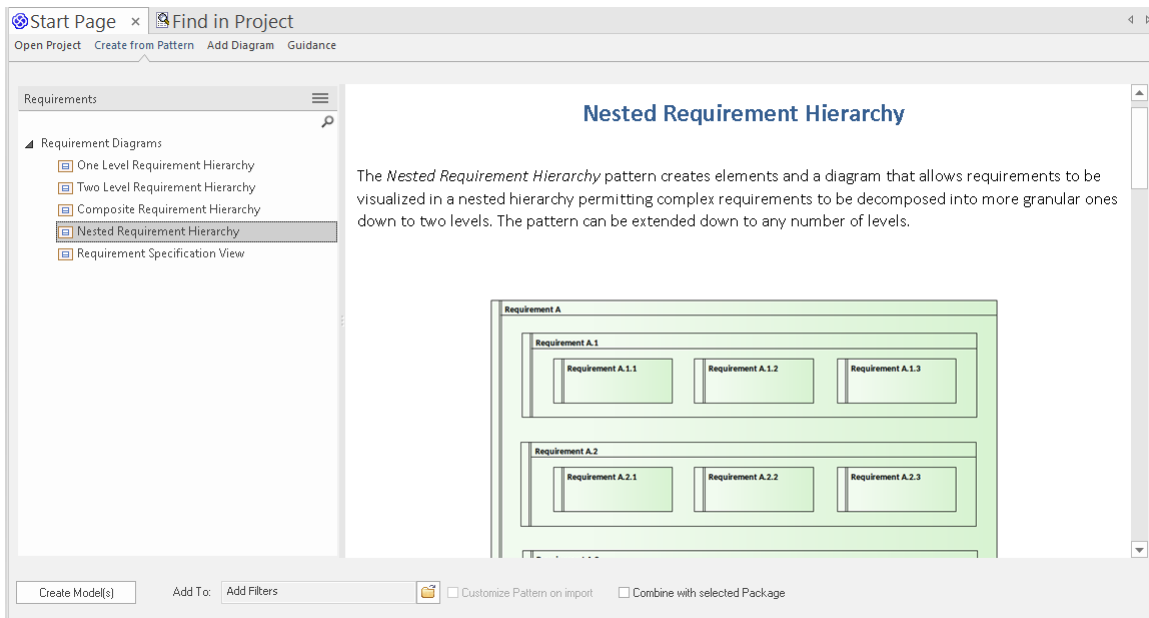 Start Page × Find in Project
Open Project Create from Pattern Add Diagram Guidance
Requirements
Requirement Diagrams
One Level Requirement Hierarchy
Two Level Requirement Hierarchy
Composite Requirement Hierarchy
Nested Requirement Hierarchy
Requirement Specification View
Nested Requirement Hierarchy
The Nested Requirement Hierarchy pattern creates elements and a diagram that allows requirements to be
visualized in a nested hierarchy permitting complex requirements to be decomposed into more granular ones
down to two levels. The pattern can be extended down to any number of levels.
Requirement A
Requirement A.1
Requirement A.1.1 Requirement A.1.2 Requirement A.1.3
Requirement A.2
Requirement A.2.1 Requirement A.2.2 Requirement A.2.3
Create Model(s) Add To: Add Filters Customize Pattern on import Combine with selected Package